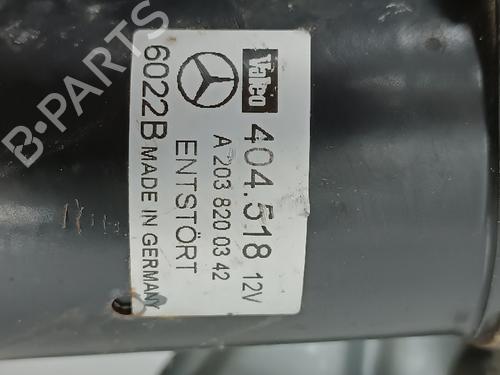 Valeo
404.518 12V
A 203 820 03 42
ENTSTÖRT
6022B MADE IN GERMANY
B-PARTS